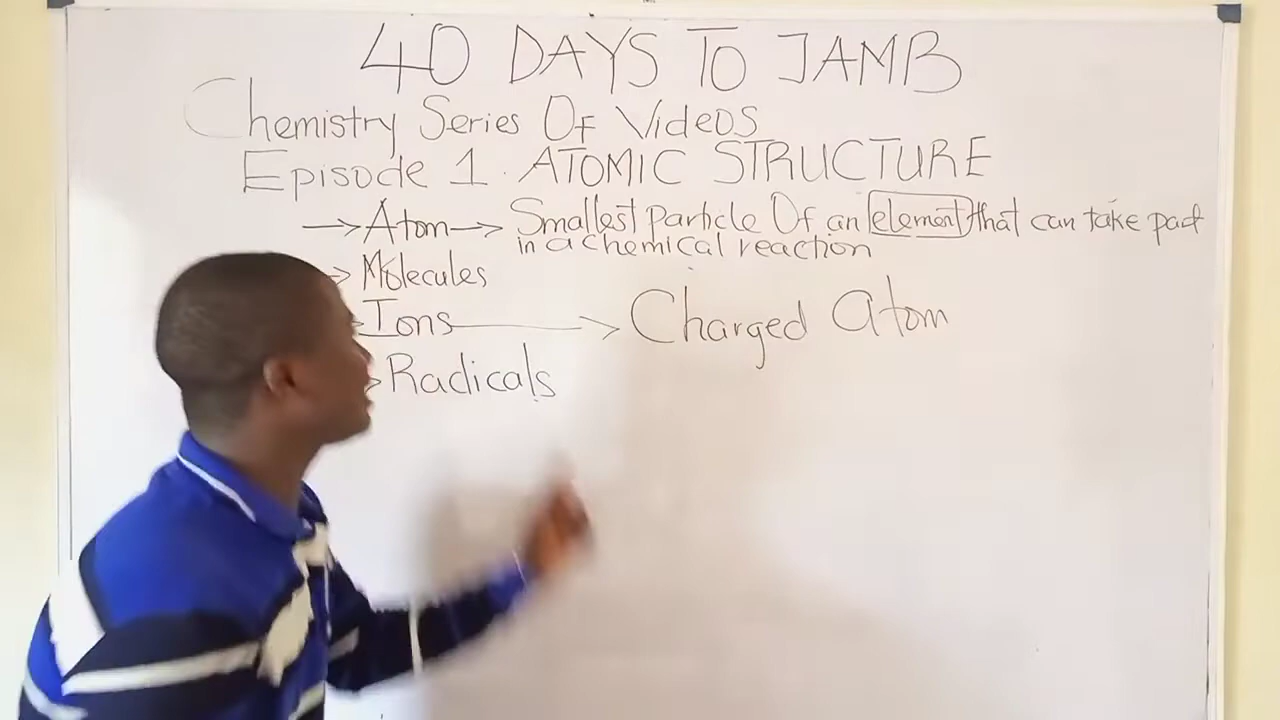 40 DAYS TO JAMB
Chemistry Series Of Videos
Episode 1. ATOMIC STRUCTURE
→ Atom → Smallest particle Of an element that can take part
in a chemical reaction
→ Molecules
Ions → Charged Atom
Radicals